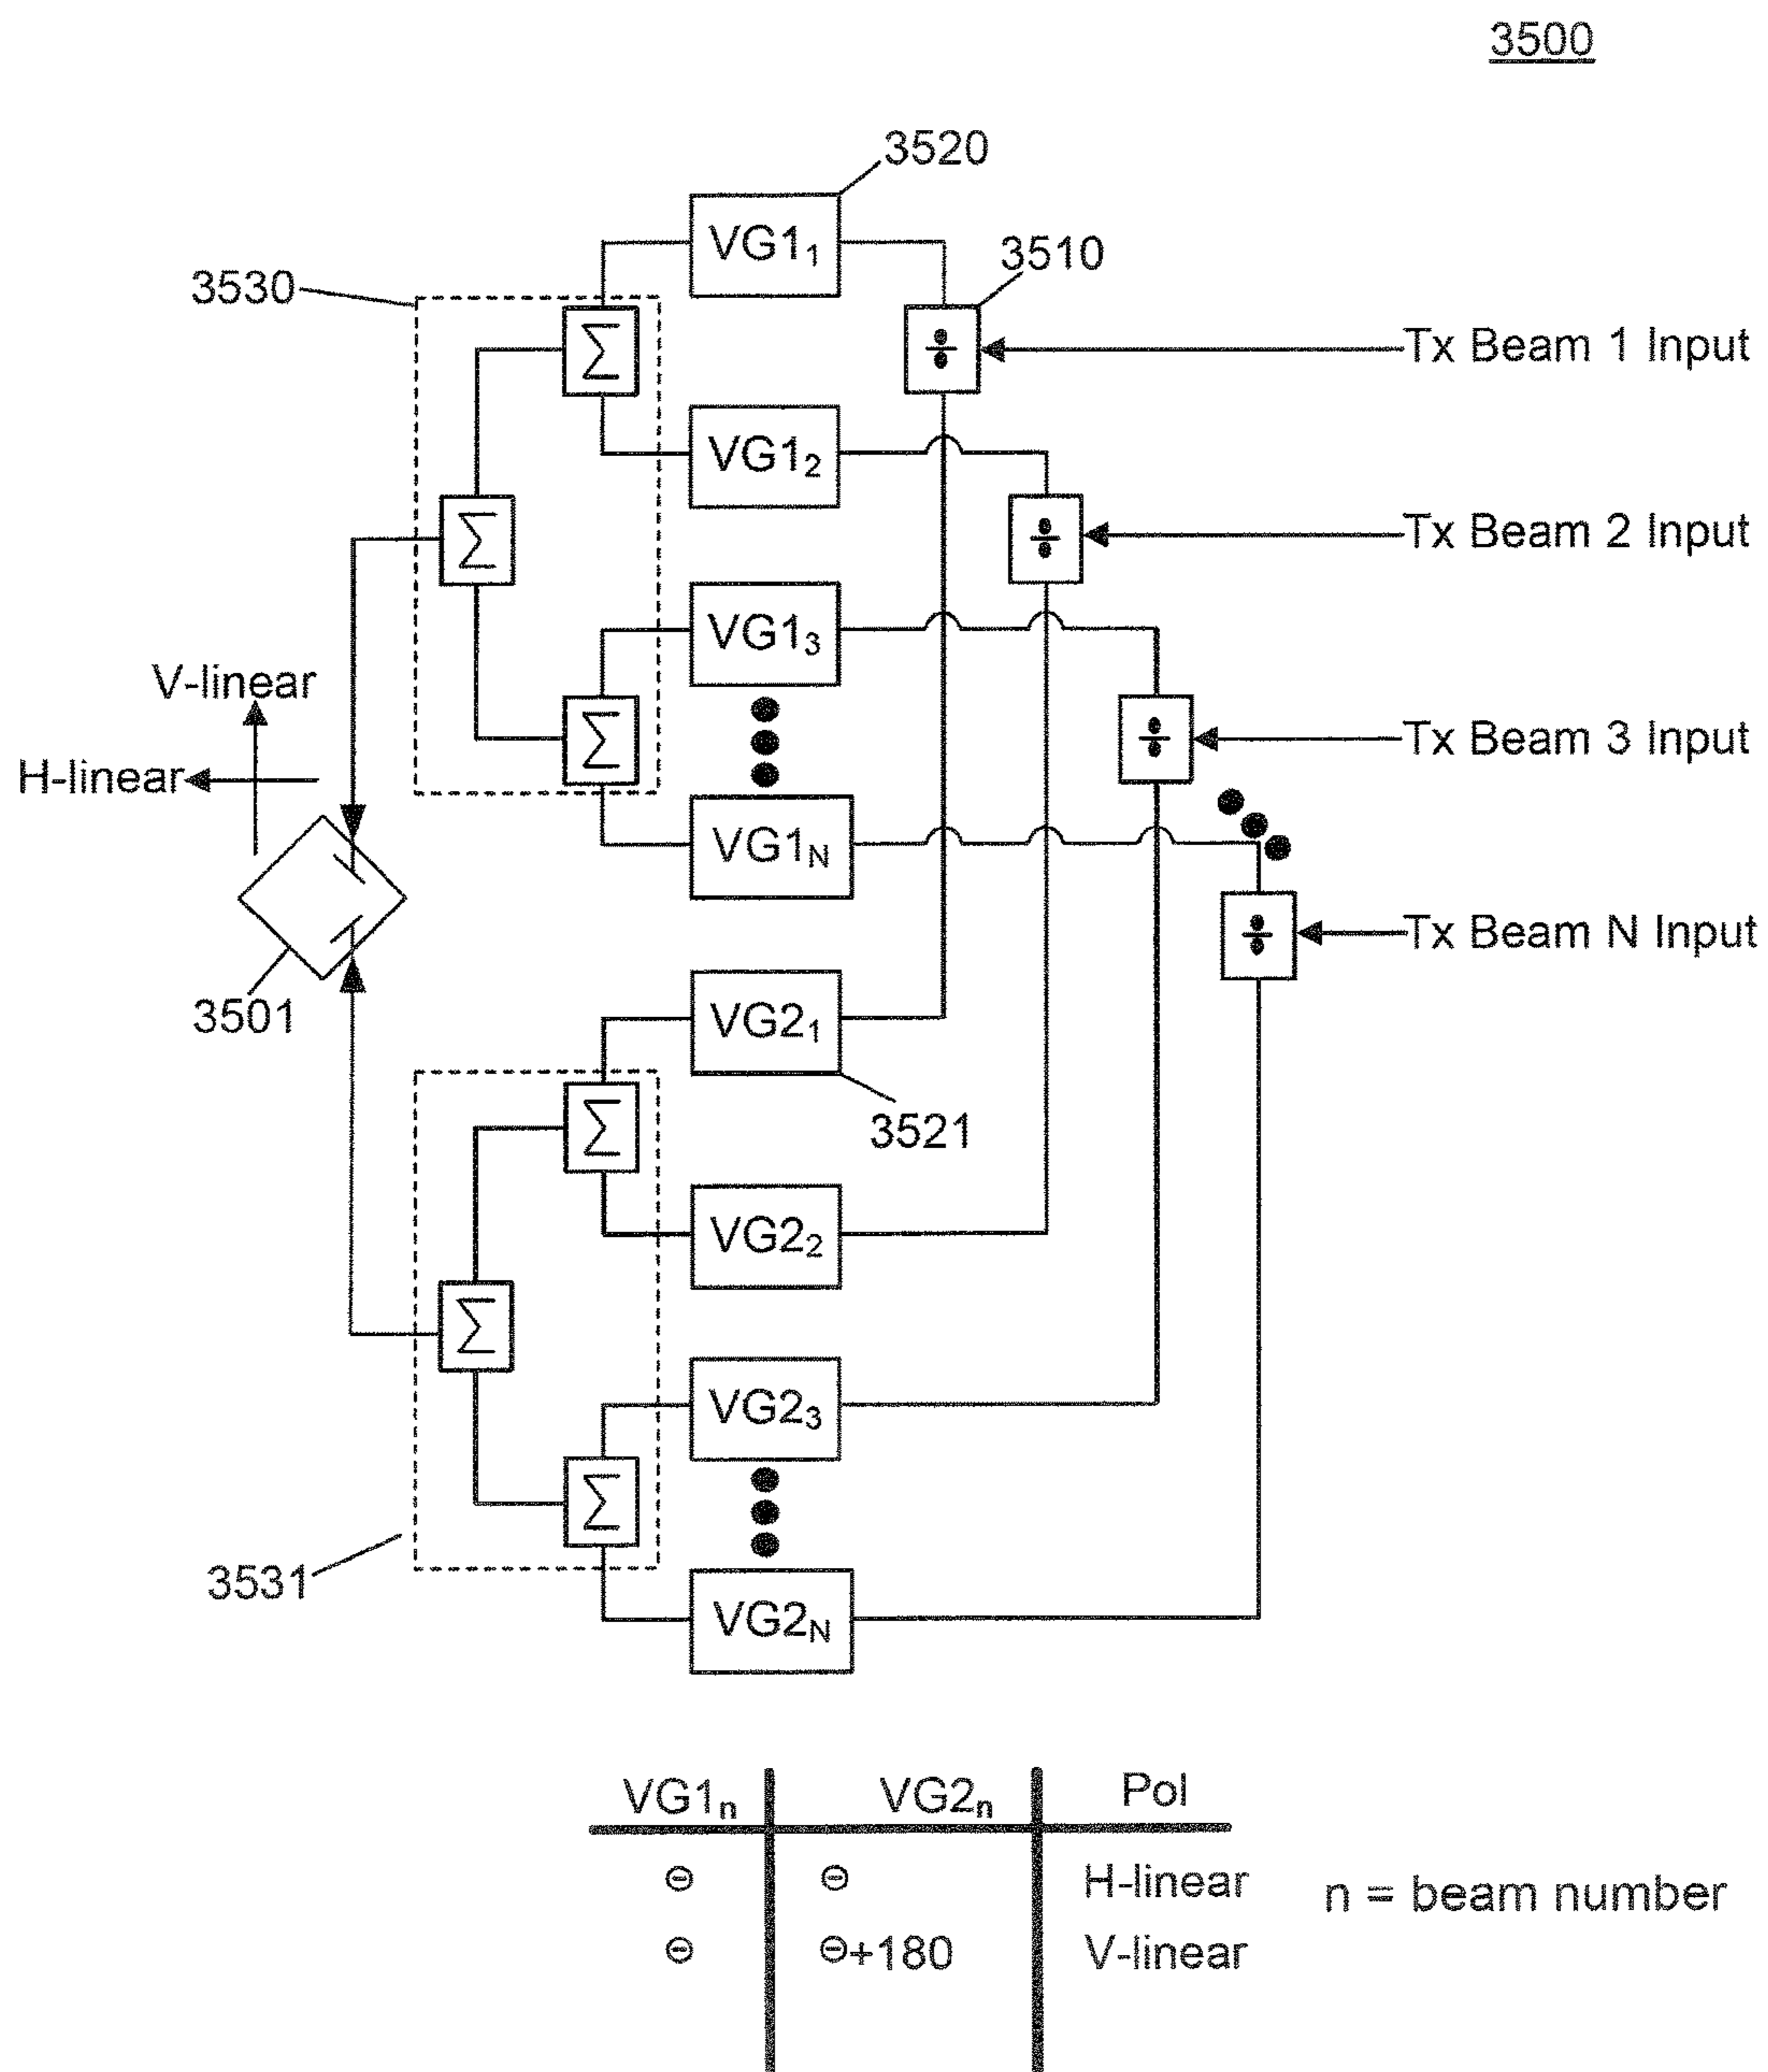 3500
3520
VG1₁
3510
3530
Σ
÷
Tx Beam 1 Input
VG1₂
Σ
÷
Tx Beam 2 Input
VG1₃
V-linear
Σ
÷
Tx Beam 3 Input
H-linear
VG1N
÷
Tx Beam N Input
3501
VG2₁
3521
Σ
VG2₂
Σ
VG2₃
Σ
3531
VG2N
VG1n VG2n Pol
Θ Θ H-linear
n = beam number
Θ Θ+180 V-linear